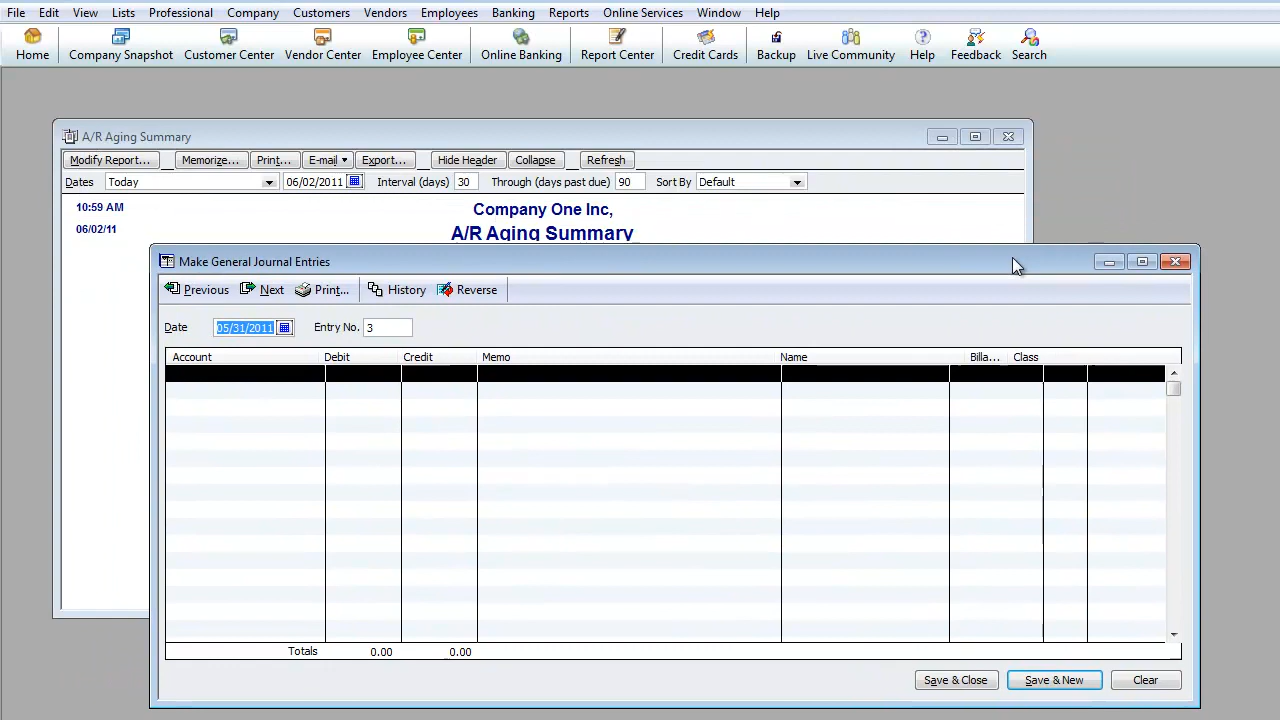 File Edit View Lists Professional Company Customers Vendors Employees Banking Reports Online Services Window Help
Home Company Snapshot Customer Center Vendor Center Employee Center Online Banking Report Center Credit Cards Backup Live Community Help Feedback Search
A/R Aging Summary
Modify Report... Memorize... Print... E-mail Export... Hide Header Collapse Refresh
Dates Today 06/02/2011 Interval (days) 30 Through (days past due) 90 Sort By Default
10:59 AM Company One Inc,
06/02/11 A/R Aging Summary
Make General Journal Entries
Previous Next Print... History Reverse
Date 05/31/2011 Entry No. 3
Account Debit Credit Memo Name Billa... Class
Totals 0.00 0.00
Save & Close Save & New Clear